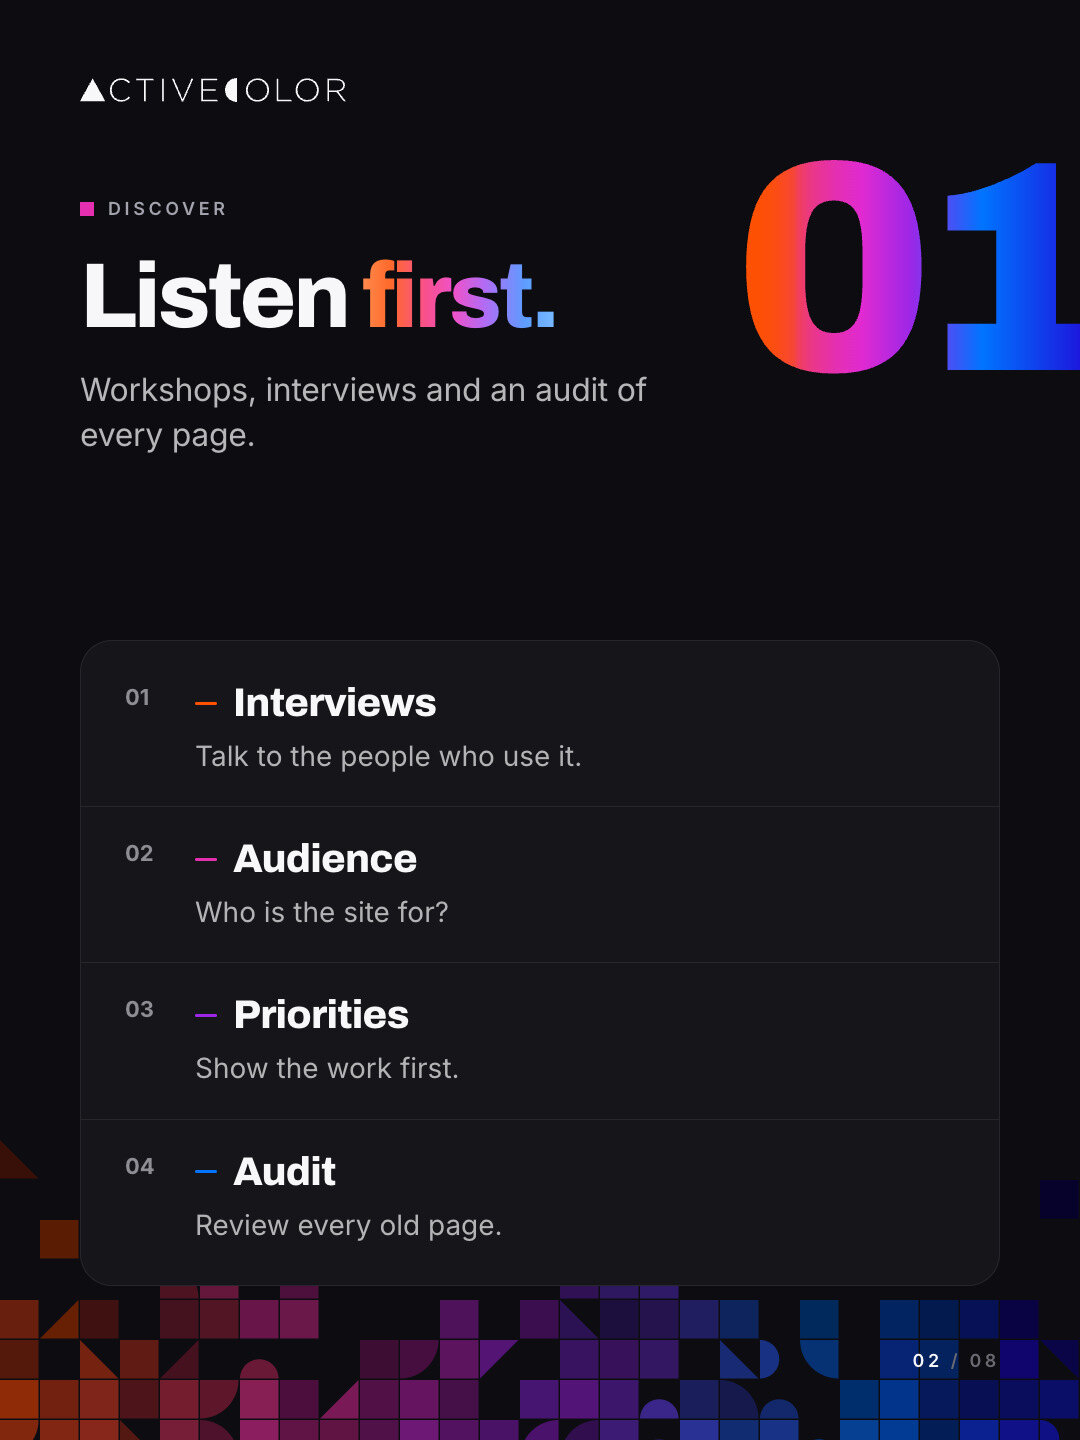 ACTIVECOLOR
DISCOVER
01
Listen first.
Workshops, interviews and an audit of
every page.
01
Interviews
Talk to the people who use it.
02
Audience
Who is the site for?
03
Priorities
Show the work first.
04
Audit
Review every old page.
02 / 08